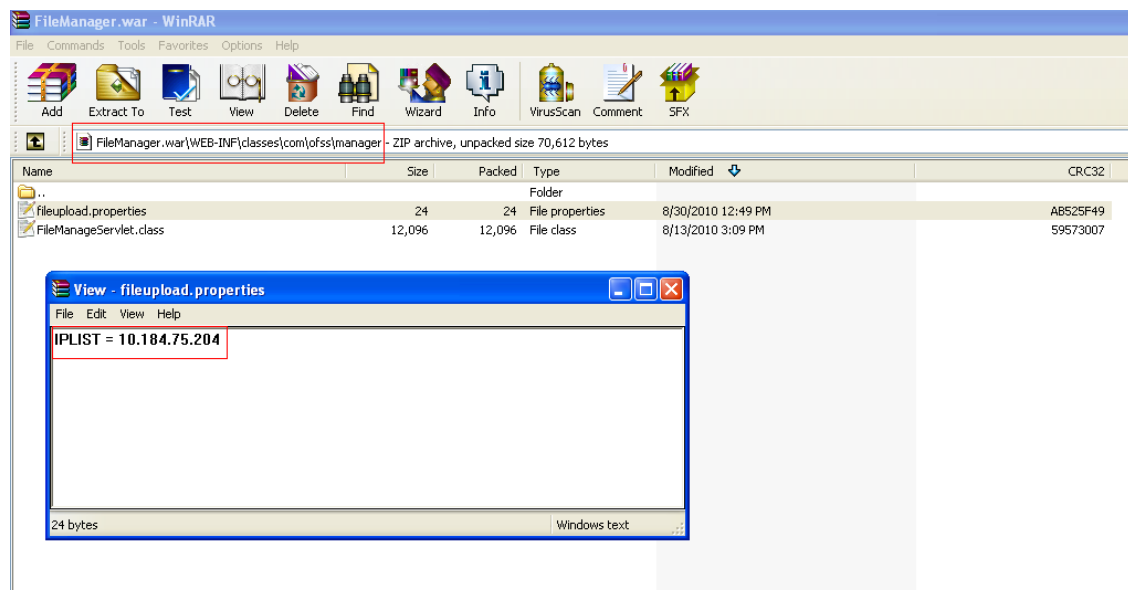 FileManager.war - WinRAR
File Commands Tools Favorites Options Help
Add Extract To Test View Delete Find Wizard Info VirusScan Comment SFX
FileManager.war\WEB-INF\classes\com\ofss\manager - ZIP archive, unpacked size 70,612 bytes
Name Size Packed Type Modified CRC32
.. Folder
fileupload.properties 24 24 File properties 8/30/2010 12:49 PM AB525F49
FileManageServlet.class 12,096 12,096 File class 8/13/2010 3:09 PM 59573007
View - fileupload.properties
File Edit View Help
IPLIST = 10.184.75.204
24 bytes Windows text